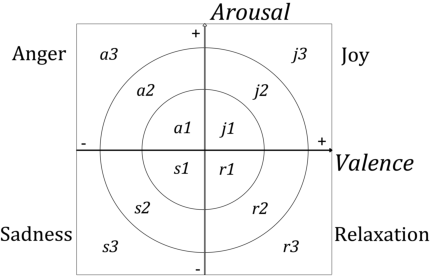 Arousal
+
Anger a3 j3 Joy
a2 j2
a1 j1
- +
Valence
s1 r1
s2 r2
Sadness Relaxation
s3 r3
-